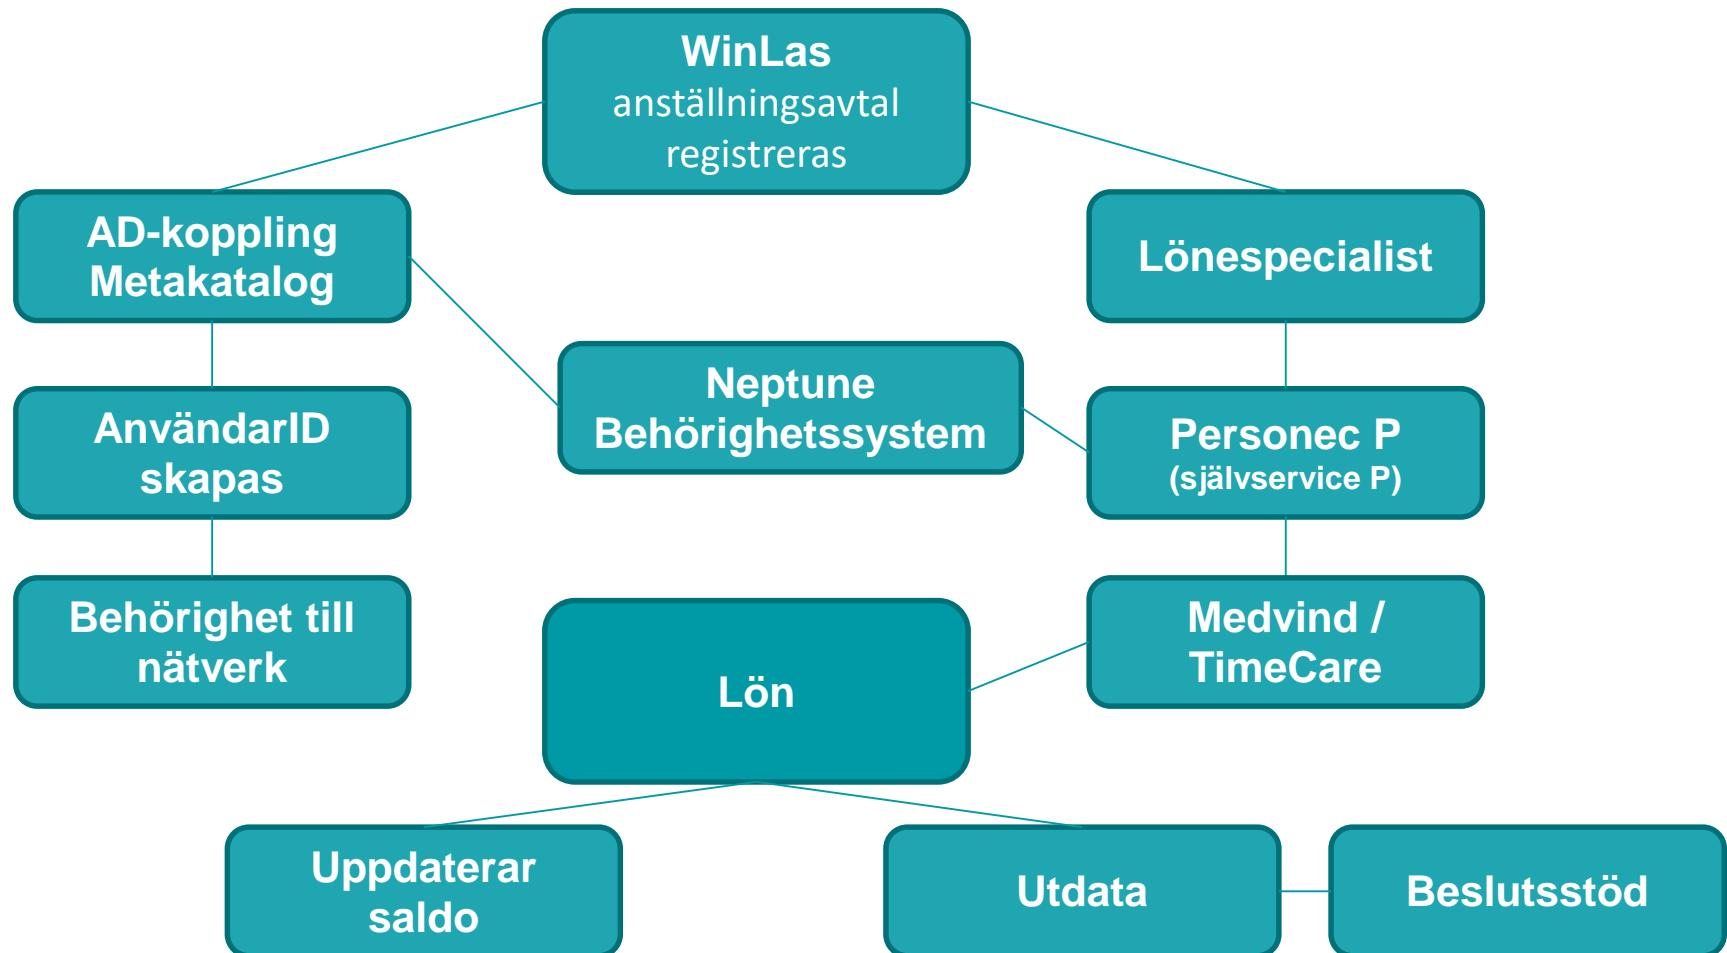 WinLas
anställningsavtal
registreras
AD-koppling
Metakatalog
Lönespecialist
Neptune
Behörighetssystem
AnvändarID
skapas
Personec P
(självservice P)
Behörighet till
nätverk
Medvind /
TimeCare
Lön
Uppdaterar
saldo
Utdata
Beslutsstöd